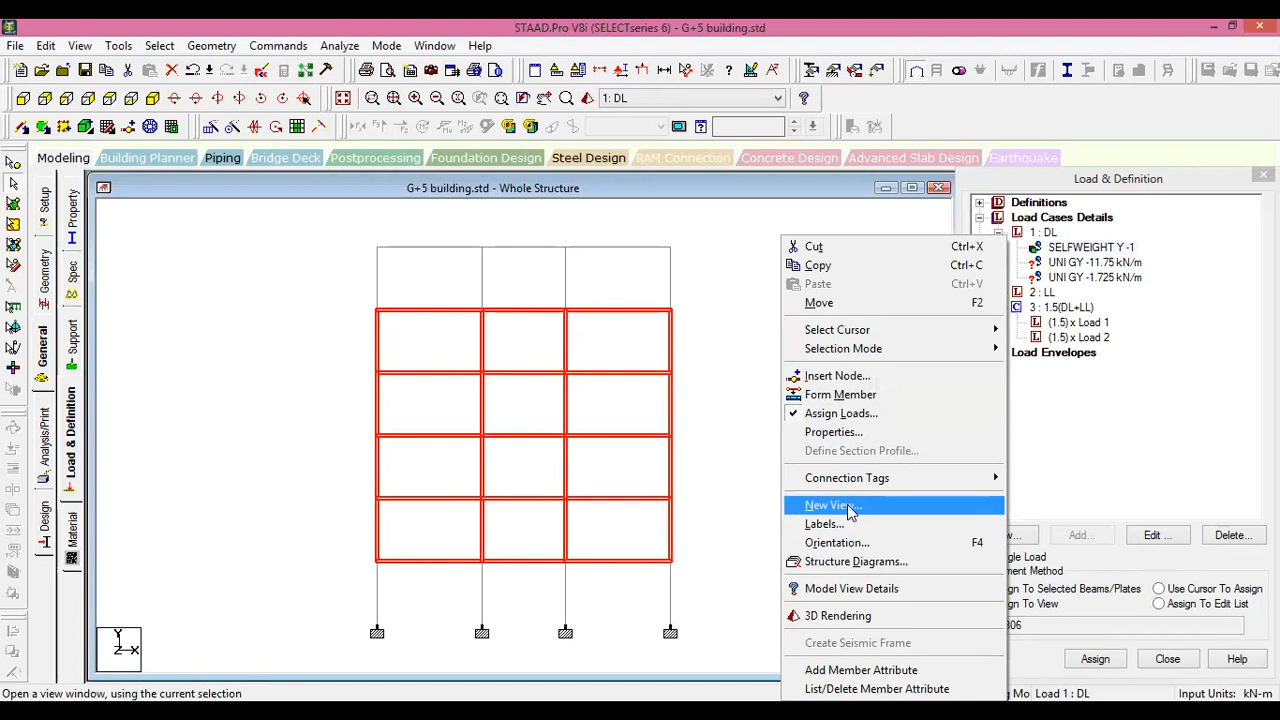 STAAD.Pro V8i (SELECTseries 6) - G+5 building.std
File Edit View Tools Select Geometry Commands Analyze Mode Window Help
1: DL
Modeling Building Planner Piping Bridge Deck Postprocessing Foundation Design Steel Design RAM Connection Concrete Design Advanced Slab Design Earthquake
Setup
Geometry
General
Analysis/Print
Design
Property
Spec
Support
Load & Definition
Material
G+5 building.std - Whole Structure
Y
Z X
Load & Definition
Definitions
Load Cases Details
1 : DL
SELFWEIGHT Y -1
UNI GY -11.75 kN/m
UNI GY -1.725 kN/m
2 : LL
3 : 1.5(DL+LL)
(1.5) x Load 1
(1.5) x Load 2
Load Envelopes
Cut Ctrl+X
Copy Ctrl+C
Paste Ctrl+V
Move F2
Select Cursor
Selection Mode
Insert Node...
Form Member
Assign Loads...
Properties...
Define Section Profile...
Connection Tags
New View...
Labels...
Orientation... F4
Structure Diagrams...
Model View Details
3D Rendering
Create Seismic Frame
Add Member Attribute
List/Delete Member Attribute
Add... Edit ... Delete...
Use Cursor To Assign
Assign To Edit List
Assign Close Help
Open a view window, using the current selection
Load 1 : DL Input Units: kN-m